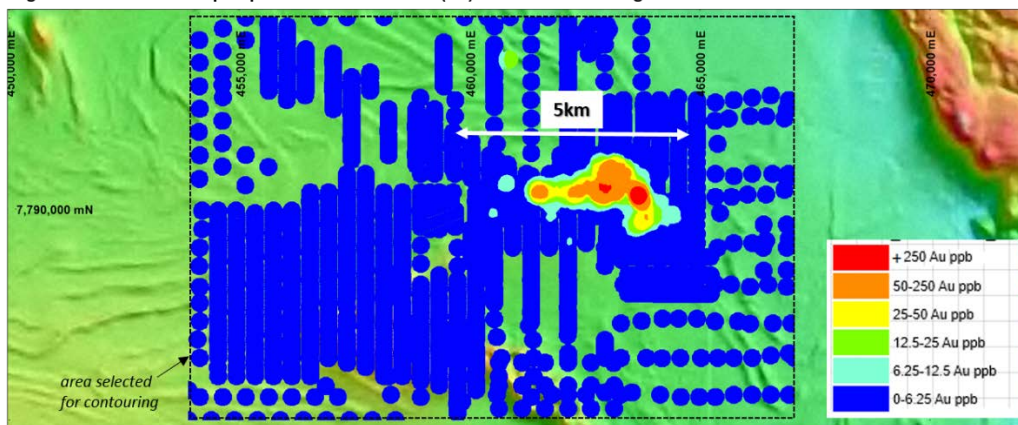 450,000 mE
455,000 mE
460,000 mE
465,000 mE
470,000 mE
5km
7,790,000 mN
area selected
for contouring
+ 250 Au ppb
50-250 Au ppb
25-50 Au ppb
12.5-25 Au ppb
6.25-12.5 Au ppb
0-6.25 Au ppb